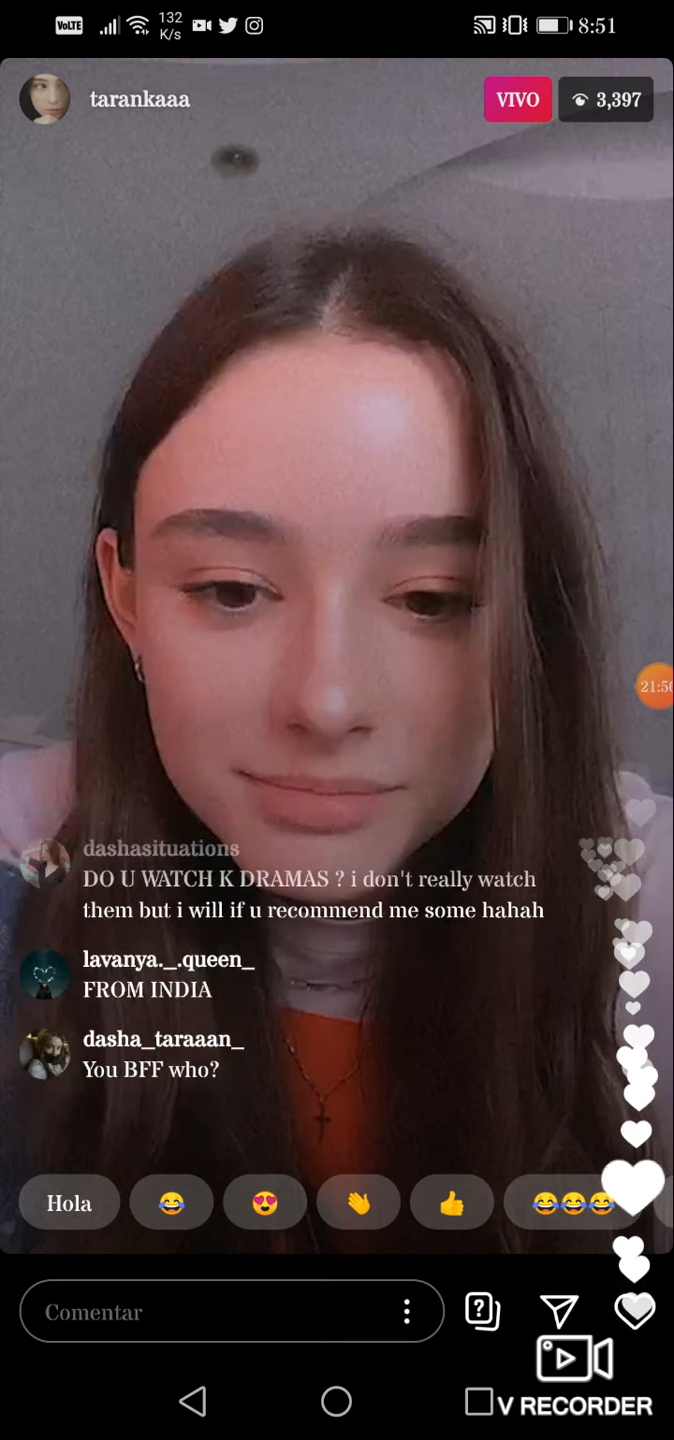 VoLTE 132 K/s 8:51
tarankaaa VIVO 3,397
dashasituations
DO U WATCH K DRAMAS ? i don't really watch
them but i will if u recommend me some hahah
lavanya._.queen_
FROM INDIA
dasha_taraaan_
You BFF who?
Hola
Comentar
V RECORDER